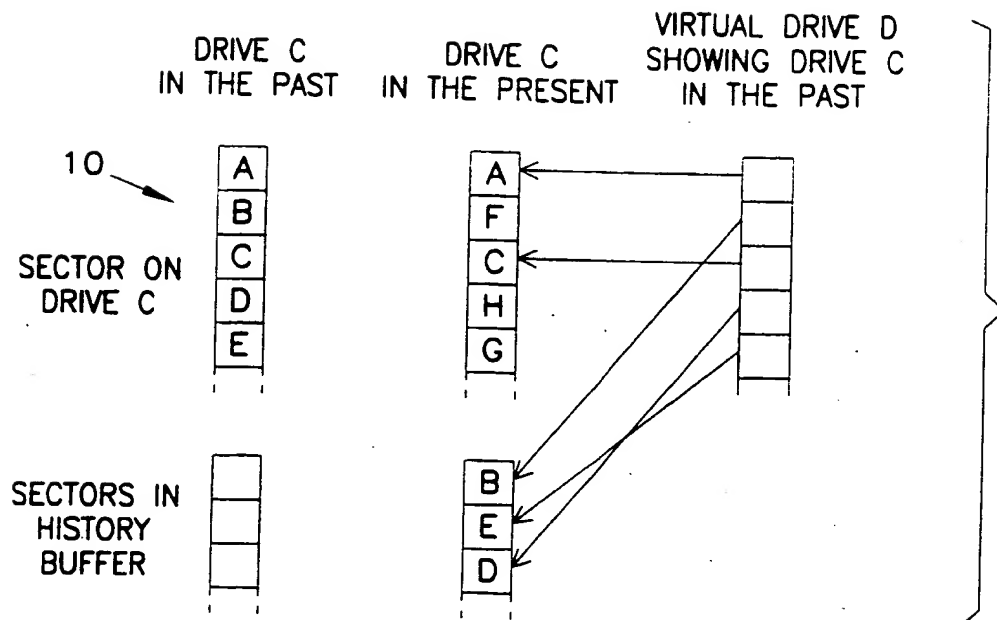 DRIVE C
IN THE PAST
DRIVE C
IN THE PRESENT
VIRTUAL DRIVE D
SHOWING DRIVE C
IN THE PAST
10
SECTOR ON
DRIVE C
A
B
C
D
E
A
F
C
H
G
SECTORS IN
HISTORY
BUFFER
B
E
D